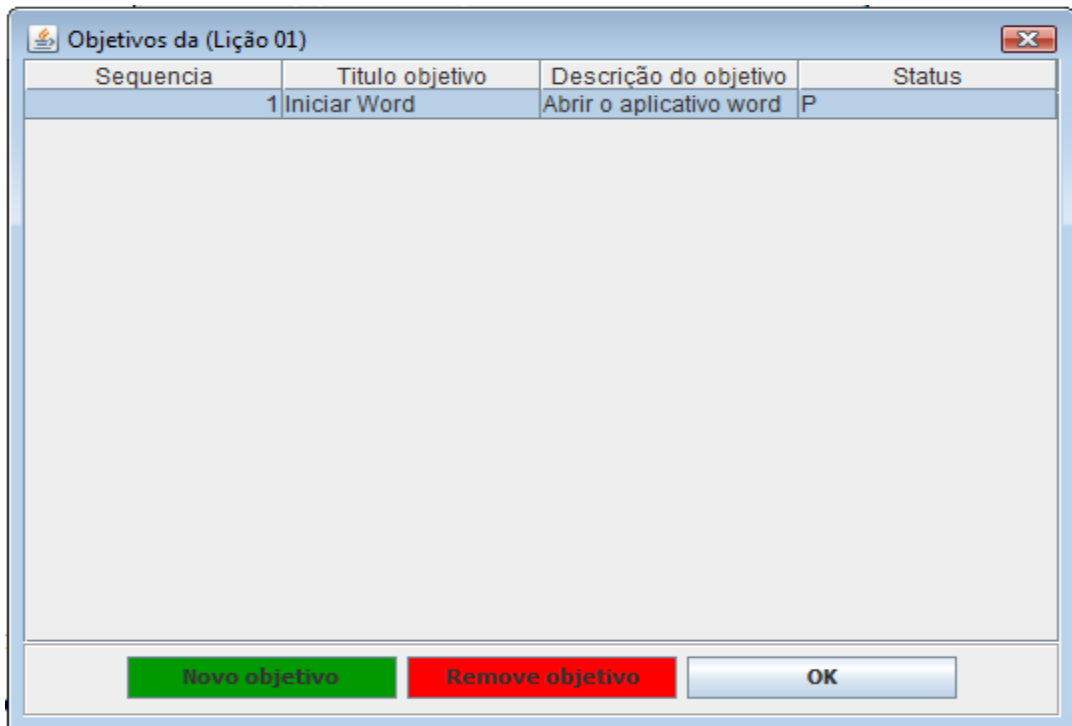 Objetivos da (Lição 01)
Sequencia Titulo objetivo Descrição do objetivo Status
1 Iniciar Word Abrir o aplicativo word P
Novo objetivo Remove objetivo OK